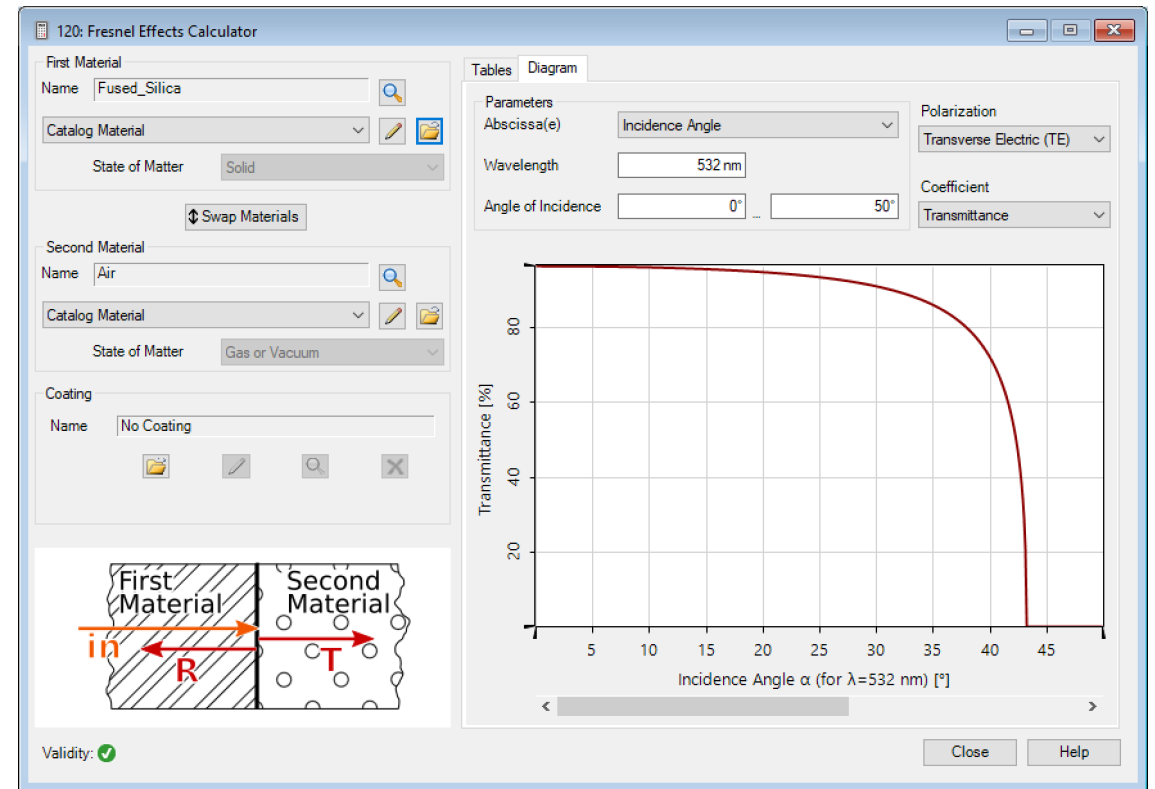 120: Fresnel Effects Calculator
First Material
Name Fused_Silica
Catalog Material
State of Matter Solid
Swap Materials
Second Material
Name Air
Catalog Material
State of Matter Gas or Vacuum
Coating
Name No Coating
First Material
Second Material
in
R
T
Validity:
Tables Diagram
Parameters
Abscissa(e) Incidence Angle
Wavelength 532 nm
Angle of Incidence 0° ... 50°
Polarization
Transverse Electric (TE)
Coefficient
Transmittance
Transmittance [%]
80
60
40
20
5 10 15 20 25 30 35 40 45
Incidence Angle α (for λ=532 nm) [°]
Close Help